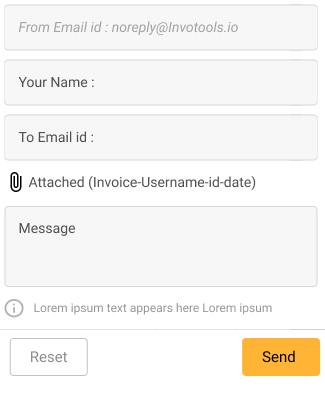 From Email id : noreply@Invotools.io
Your Name :
To Email id :
Attached (Invoice-Username-id-date)
Message
Lorem ipsum text appears here Lorem ipsum
Reset
Send